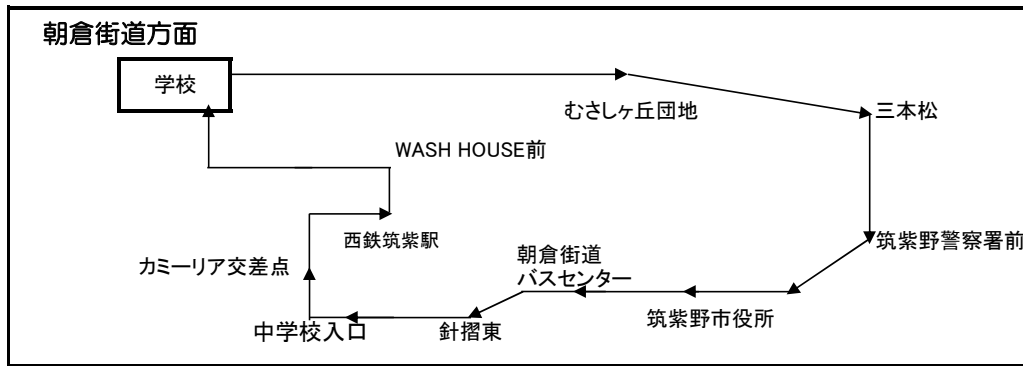 朝倉街道方面
学校
むさしヶ丘団地
三本松
WASH HOUSE前
西鉄筑紫駅
筑紫野警察署前
朝倉街道
バスセンター
カミーリア交差点
筑紫野市役所
中学校入口
針摺東